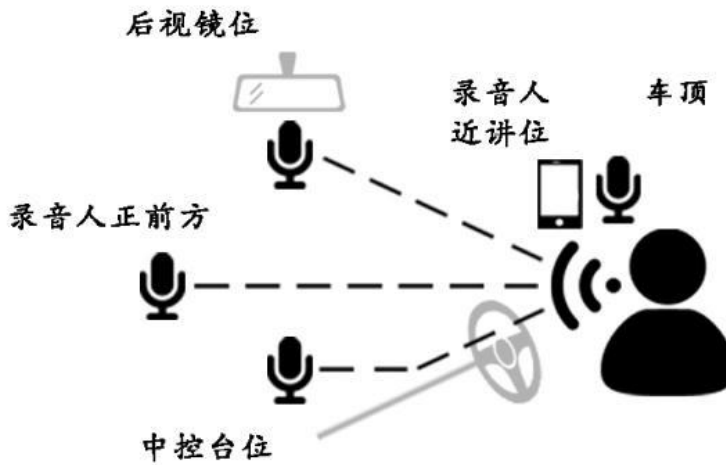 后视镜位
录音人
近讲位
车顶
录音人正前方
中控台位